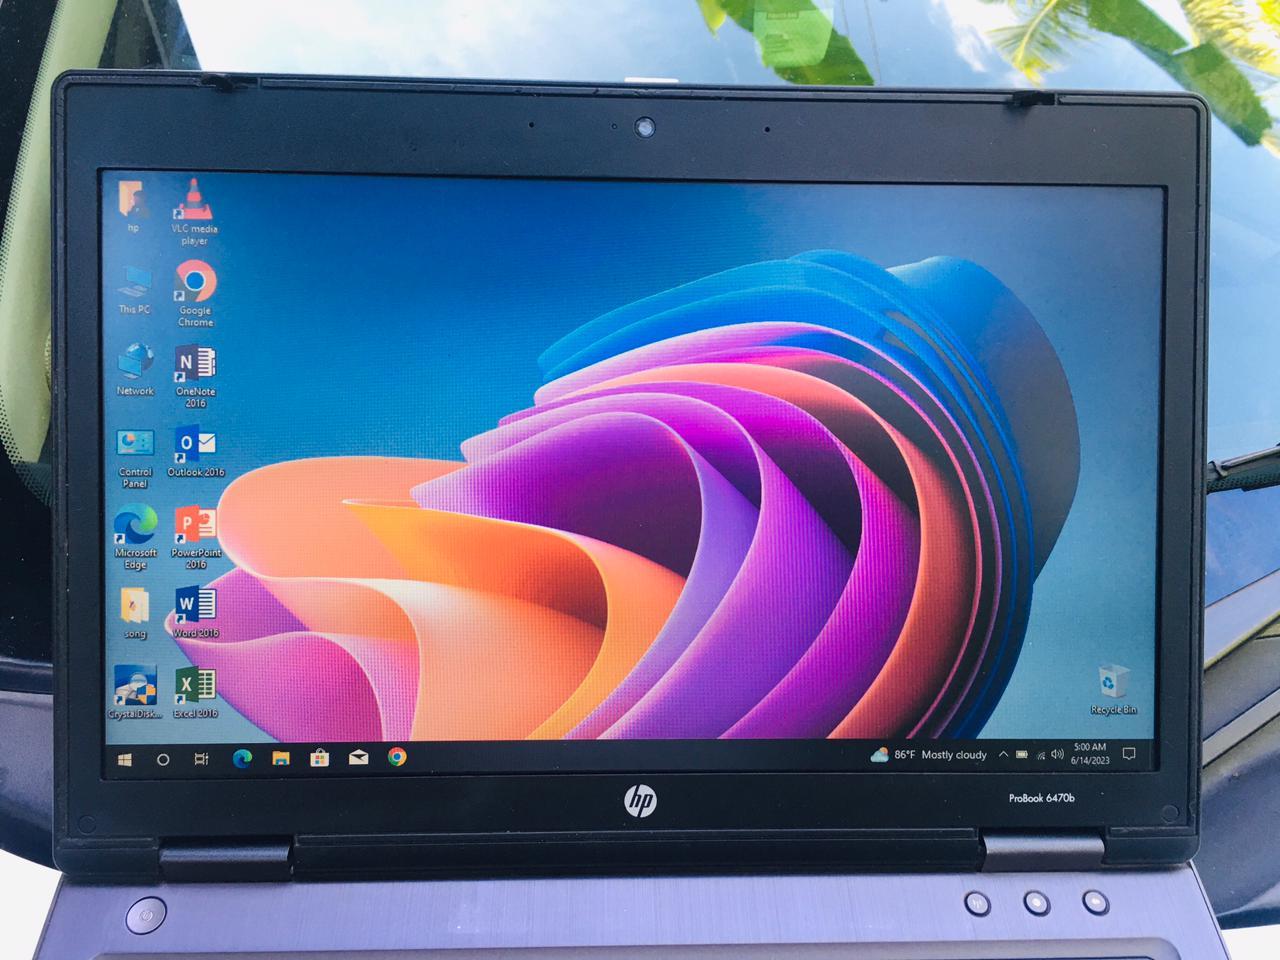 hp
VLC media
player
This PC
Google
Chrome
Network
OneNote
2016
Control
Panel
Outlook 2016
Microsoft
Edge
PowerPoint
2016
song
Word 2016
CrystalDisk...
Excel 2016
Recycle Bin
86°F Mostly cloudy
5:00 AM
6/14/2023
hp
ProBook 6470b